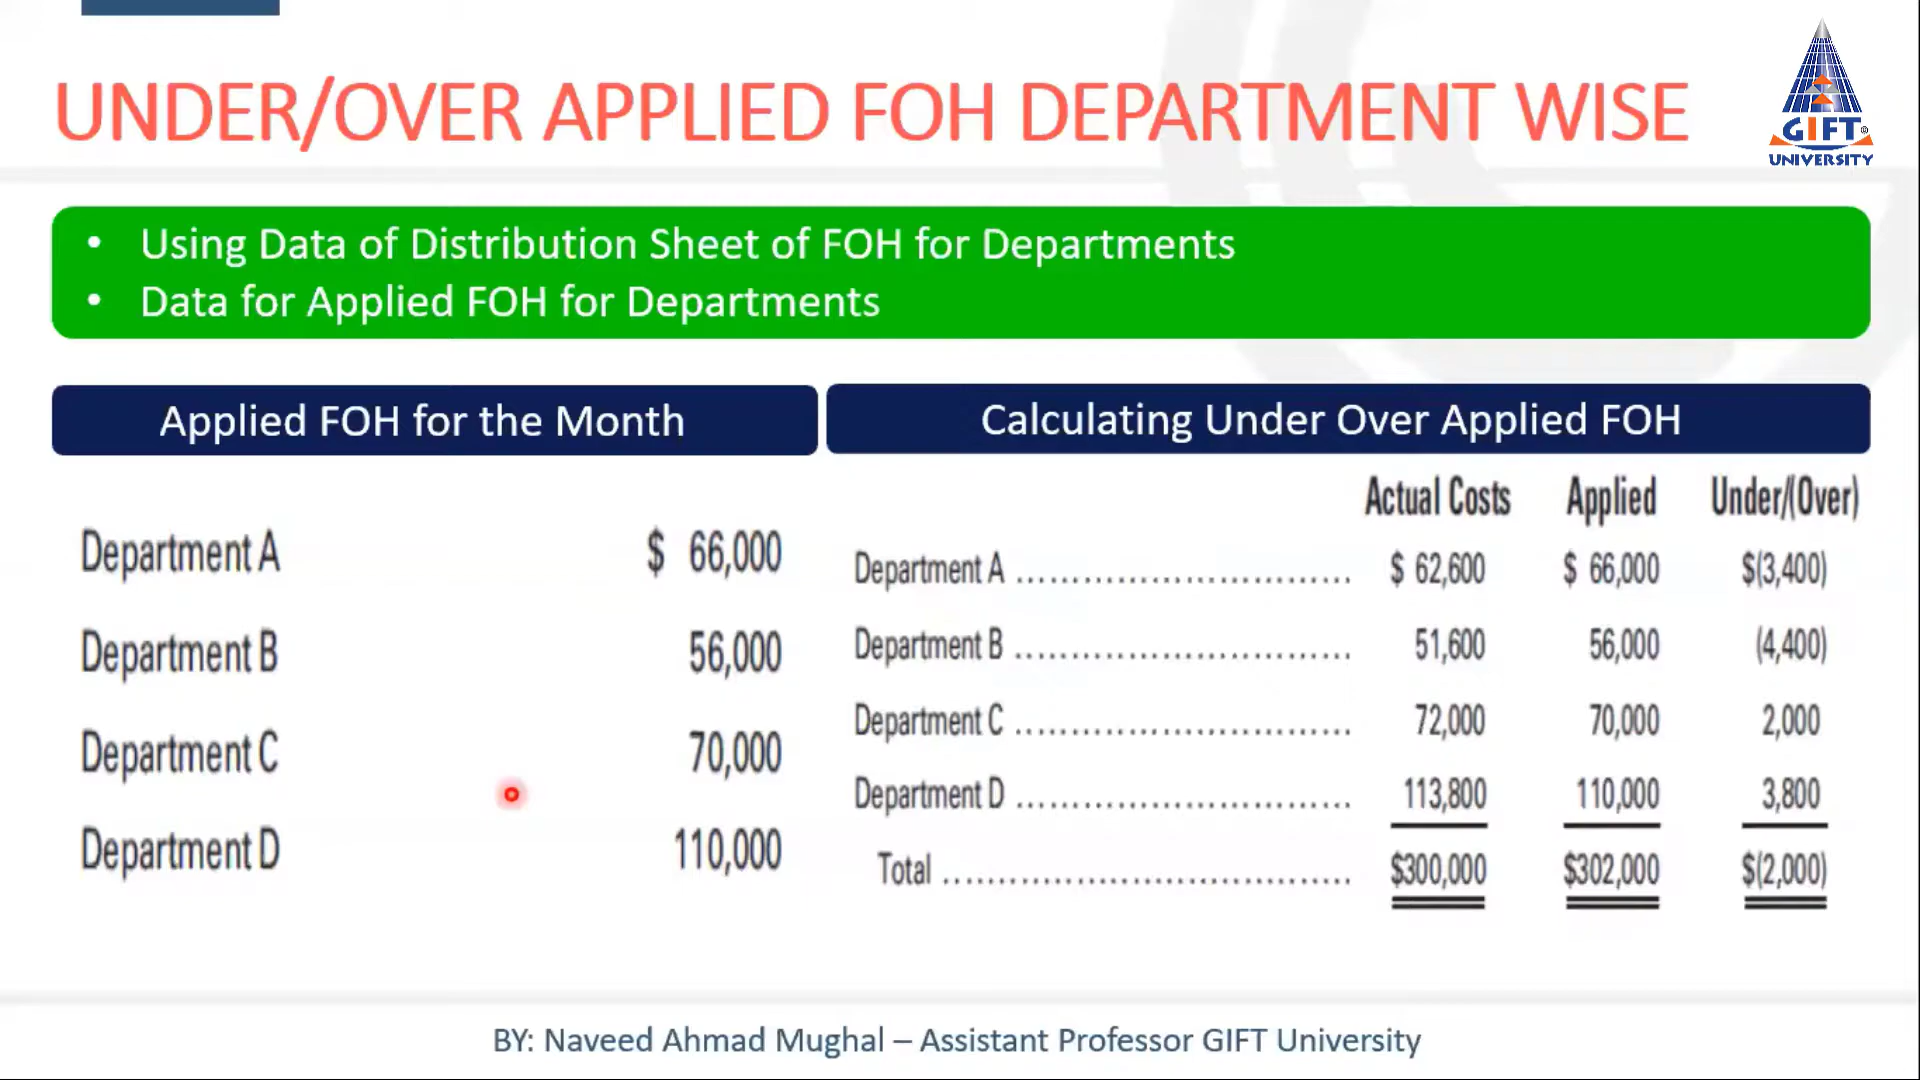 UNDER/OVER APPLIED FOH DEPARTMENT WISE
GIFT®
UNIVERSITY
• Using Data of Distribution Sheet of FOH for Departments
• Data for Applied FOH for Departments
Applied FOH for the Month
Department A $ 66,000
Department B 56,000
Department C 70,000
Department D 110,000
Calculating Under Over Applied FOH
Actual Costs Applied Under/(Over)
Department A .............................. $ 62,600 $ 66,000 $(3,400)
Department B .............................. 51,600 56,000 (4,400)
Department C .............................. 72,000 70,000 2,000
Department D .............................. 113,800 110,000 3,800
Total .................................... $300,000 $302,000 $(2,000)
BY: Naveed Ahmad Mughal – Assistant Professor GIFT University